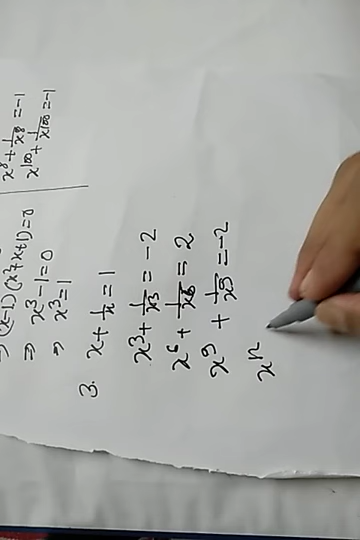 x⁸ + 1/x⁸ = -1
x¹⁰⁰ + 1/x¹⁰⁰ = -1
⇒ (x-1)(x²+x+1)=0
⇒ x³-1=0
⇒ x³=1
3. x + 1/x = 1
x³ + 1/x³ = -2
x⁶ + 1/x⁶ = 2
x⁹ + 1/x⁹ = -2
x¹²